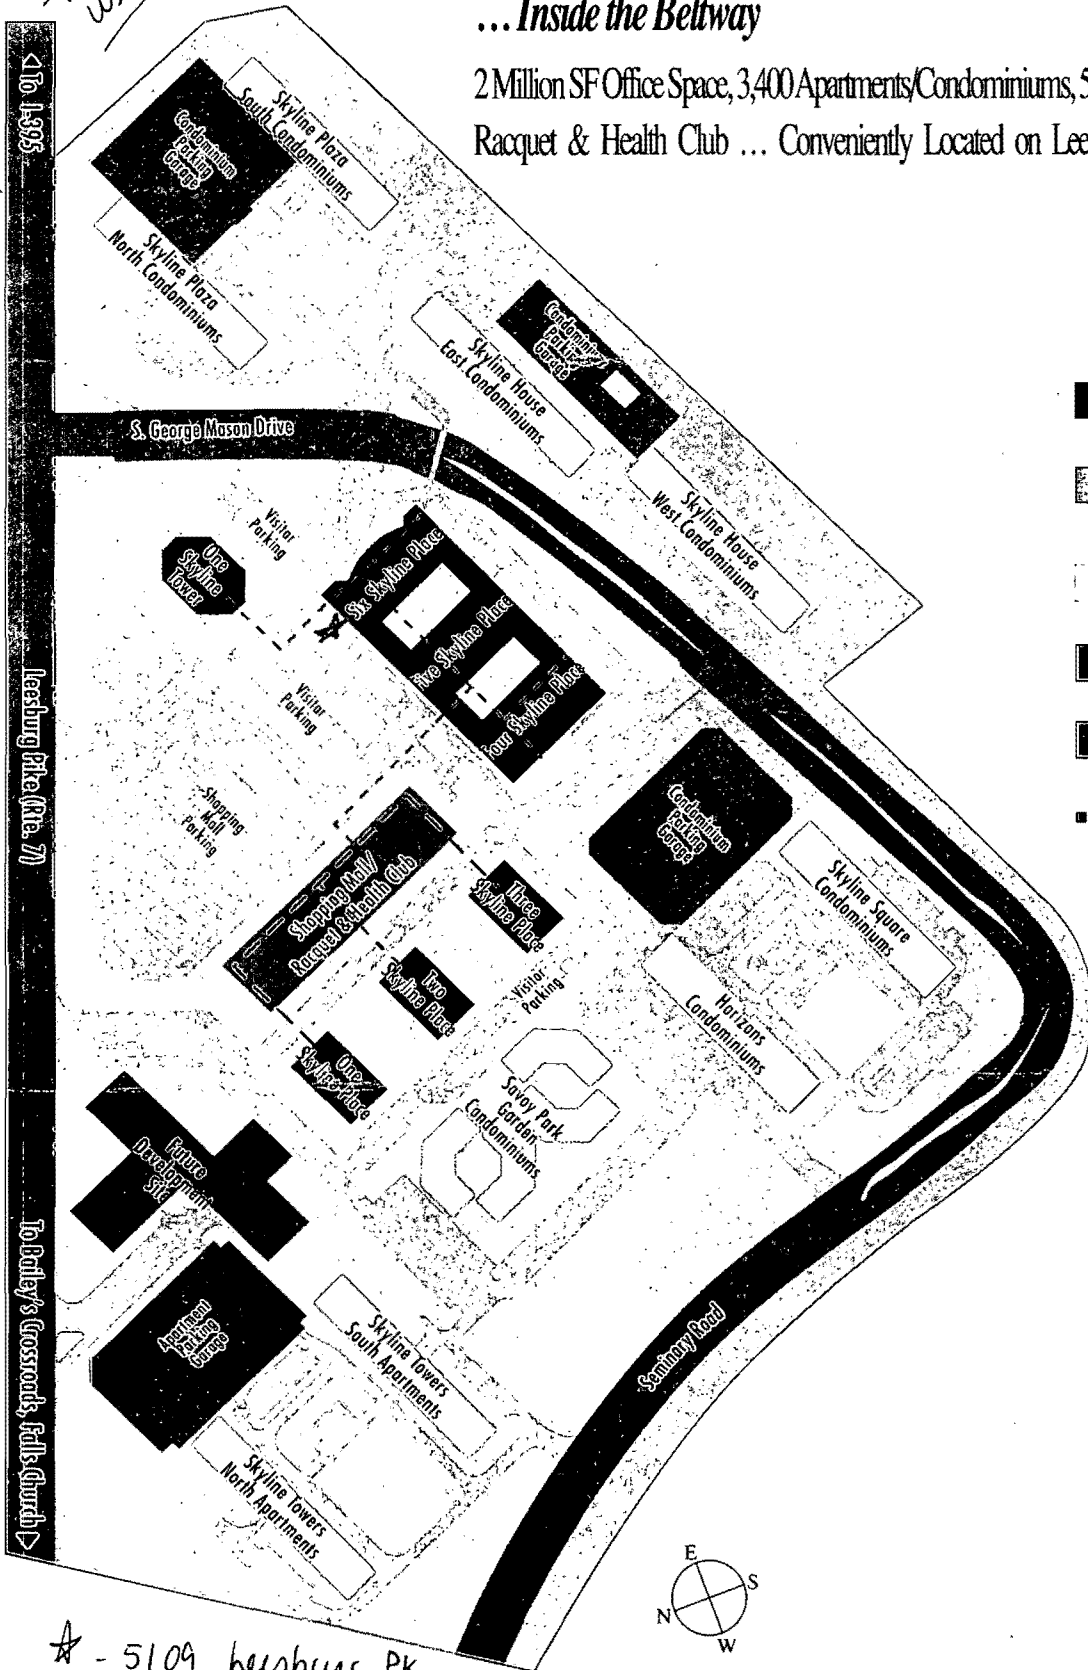 ...Inside the Beltway
2 Million SF Office Space, 3,400 Apartments/Condominiums, 5
Racquet & Health Club ... Conveniently Located on Lee
To I-395
Leesburg Pike (Rte. 7)
To Bailey's Crossroads, Falls Church
Condominium
Parking
Garage
Skyline Plaza
South Condominiums
Skyline Plaza
North Condominiums
Condominium
Parking
Garage
Skyline House
East Condominiums
Skyline House
West Condominiums
S. George Mason Drive
Visitor
Parking
One
Skyline
Tower
Six Skyline Place
Five Skyline Place
Four Skyline Place
Visitor
Parking
Shopping
Mall
Parking
Condominium
Parking
Garage
Shopping Mall/
Racquet & Health Club
Three
Skyline Place
Skyline Square
Condominiums
Two
Skyline Place
Visitor
Parking
Horizons
Condominiums
One
Skyline Place
Savoy Park
Garden
Condominiums
Future
Development
Site
Apartment
Parking
Garage
Skyline Towers
South Apartments
Skyline Towers
North Apartments
Seminary Road
E
S
N
W
- 5109 Leesburg PK